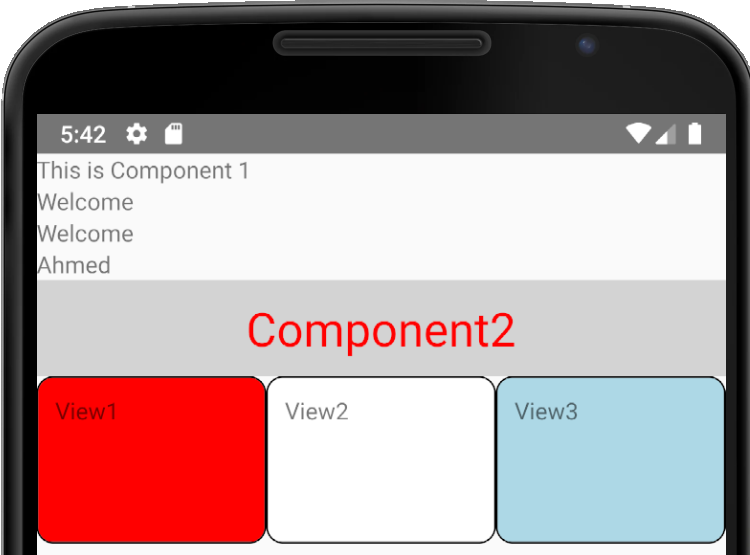 5:42
This is Component 1
Welcome
Welcome
Ahmed
Component2
View1 View2 View3